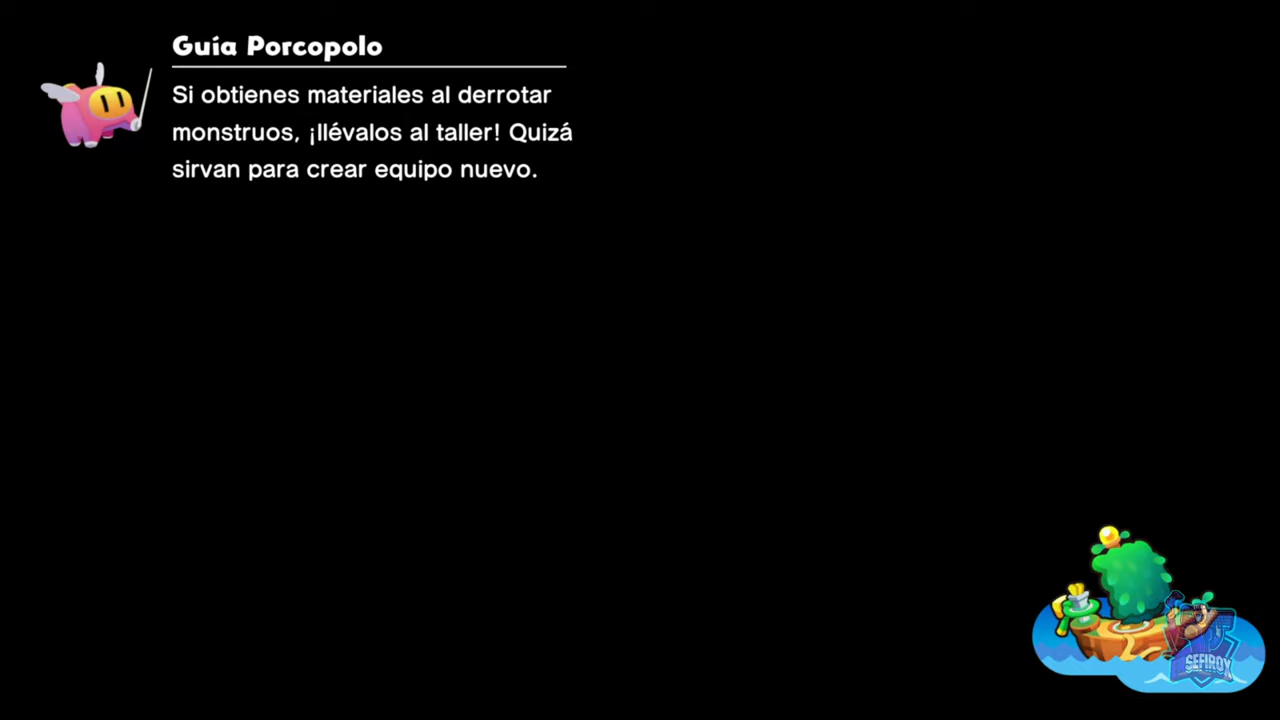 Guía Porcopolo
Si obtienes materiales al derrotar
monstruos, ¡llévalos al taller! Quizá
sirvan para crear equipo nuevo.
SEFIROX